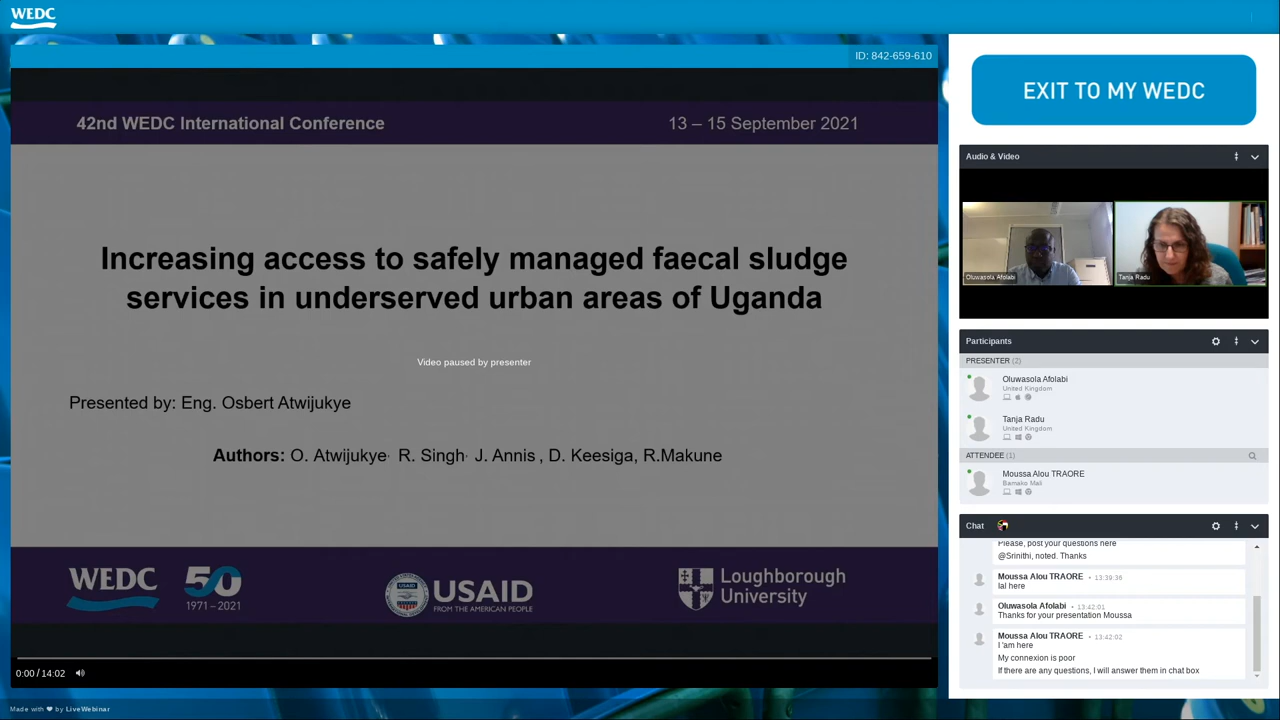 WEDC
ID: 842-659-610
42nd WEDC International Conference
13 – 15 September 2021
Increasing access to safely managed faecal sludge
services in underserved urban areas of Uganda
Video paused by presenter
Presented by: Eng. Osbert Atwijukye
Authors: O. Atwijukye, R. Singh, J. Annis , D. Keesiga, R.Makune
WEDC
50
1971 – 2021
USAID
FROM THE AMERICAN PEOPLE
Loughborough
University
0:00 / 14:02
Made with ❤ by LiveWebinar
EXIT TO MY WEDC
Audio & Video
Oluwasola Afolabi
Tanja Radu
Participants
PRESENTER (2)
Oluwasola Afolabi
United Kingdom
Tanja Radu
United Kingdom
ATTENDEE (1)
Moussa Alou TRAORE
Bamako Mali
Chat
Please, post your questions here
@Srinithi, noted. Thanks
Moussa Alou TRAORE • 13:39:36
Ial here
Oluwasola Afolabi • 13:42:01
Thanks for your presentation Moussa
Moussa Alou TRAORE • 13:42:02
I 'am here
My connexion is poor
If there are any questions, I will answer them in chat box